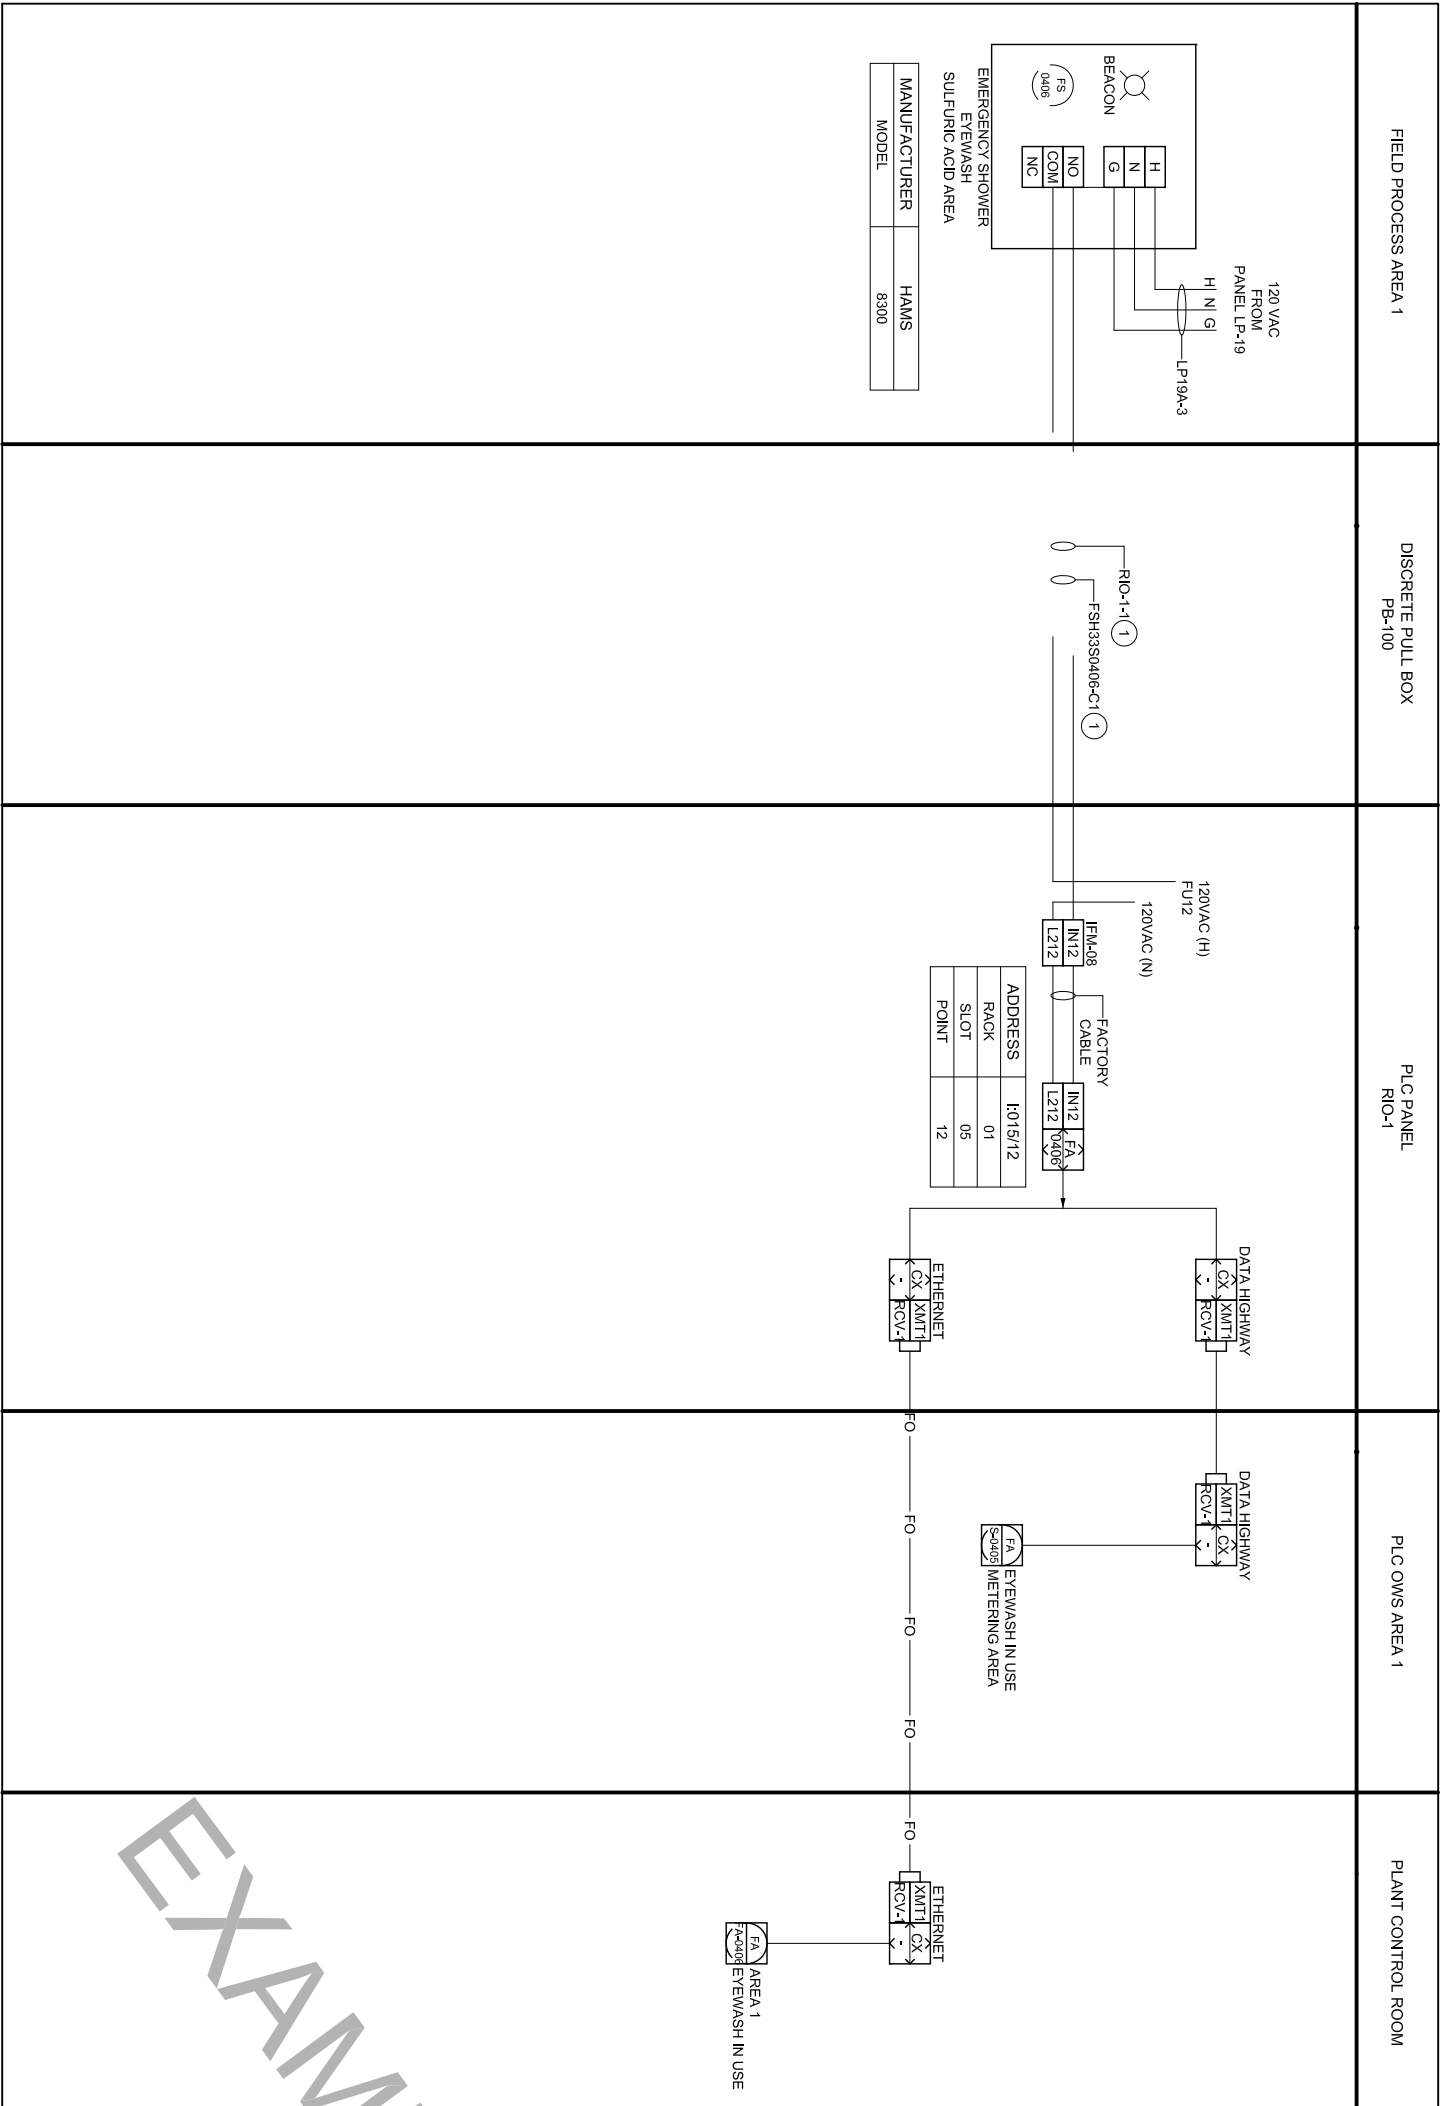 FIELD PROCESS AREA 1
DISCRETE PULL BOX
PB-100
PLC PANEL
RIO-1
PLC OWS AREA 1
PLANT CONTROL ROOM
120 VAC
FROM
PANEL LP-19
H N G
LP19A-3
BEACON
FS
0406
H
N
G
NO
COM
NC
EMERGENCY SHOWER
EYEWASH
SULFURIC ACID AREA
MANUFACTURER HAMS
MODEL 8300
RIO-1-1 1
FSH33S0406-C1 1
120VAC (H)
FU12
120VAC (N)
IFM-08
IN12
L212
FACTORY
CABLE
IN12
L212
FA
0406
ADDRESS I:015/12
RACK 01
SLOT 05
POINT 12
DATA HIGHWAY
CX XMT1
- RCV-1
ETHERNET
CX XMT1
- RCV-1
DATA HIGHWAY
XMT1 CX
RCV-1 -
FA
S-0405
EYEWASH IN USE
METERING AREA
FO FO FO FO FO
ETHERNET
XMT1 CX
RCV-1 -
FA
FA-0406
AREA 1
EYEWASH IN USE
EXAM